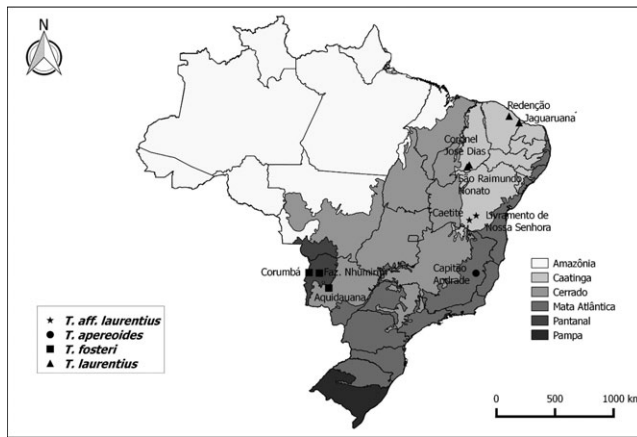 N
Redenção
Jaguaruana
Coronel
José Dias
São Raimundo
Nonato
Caetité
Livramento de
Nossa Senhora
Corumbá
Faz. Nhumirim
Capitão
Andrade
Aquidauana
Amazônia
Caatinga
Cerrado
Mata Atlântica
Pantanal
Pampa
T. aff. laurentius
T. apereoides
T. fosteri
T. laurentius
0 500 1000 km